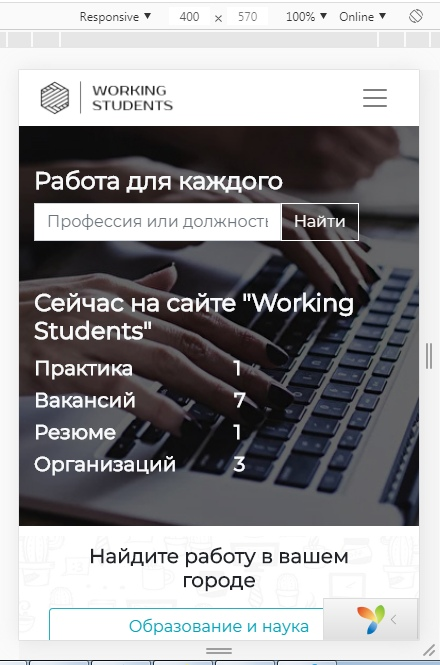 Responsive ▼ 400 x 570 100% ▼ Online ▼
WORKING
STUDENTS
Работа для каждого
Профессия или должность Найти
Сейчас на сайте "Working
Students"
Практика 1
Вакансий 7
Резюме 1
Организаций 3
Найдите работу в вашем
городе
Образование и наука